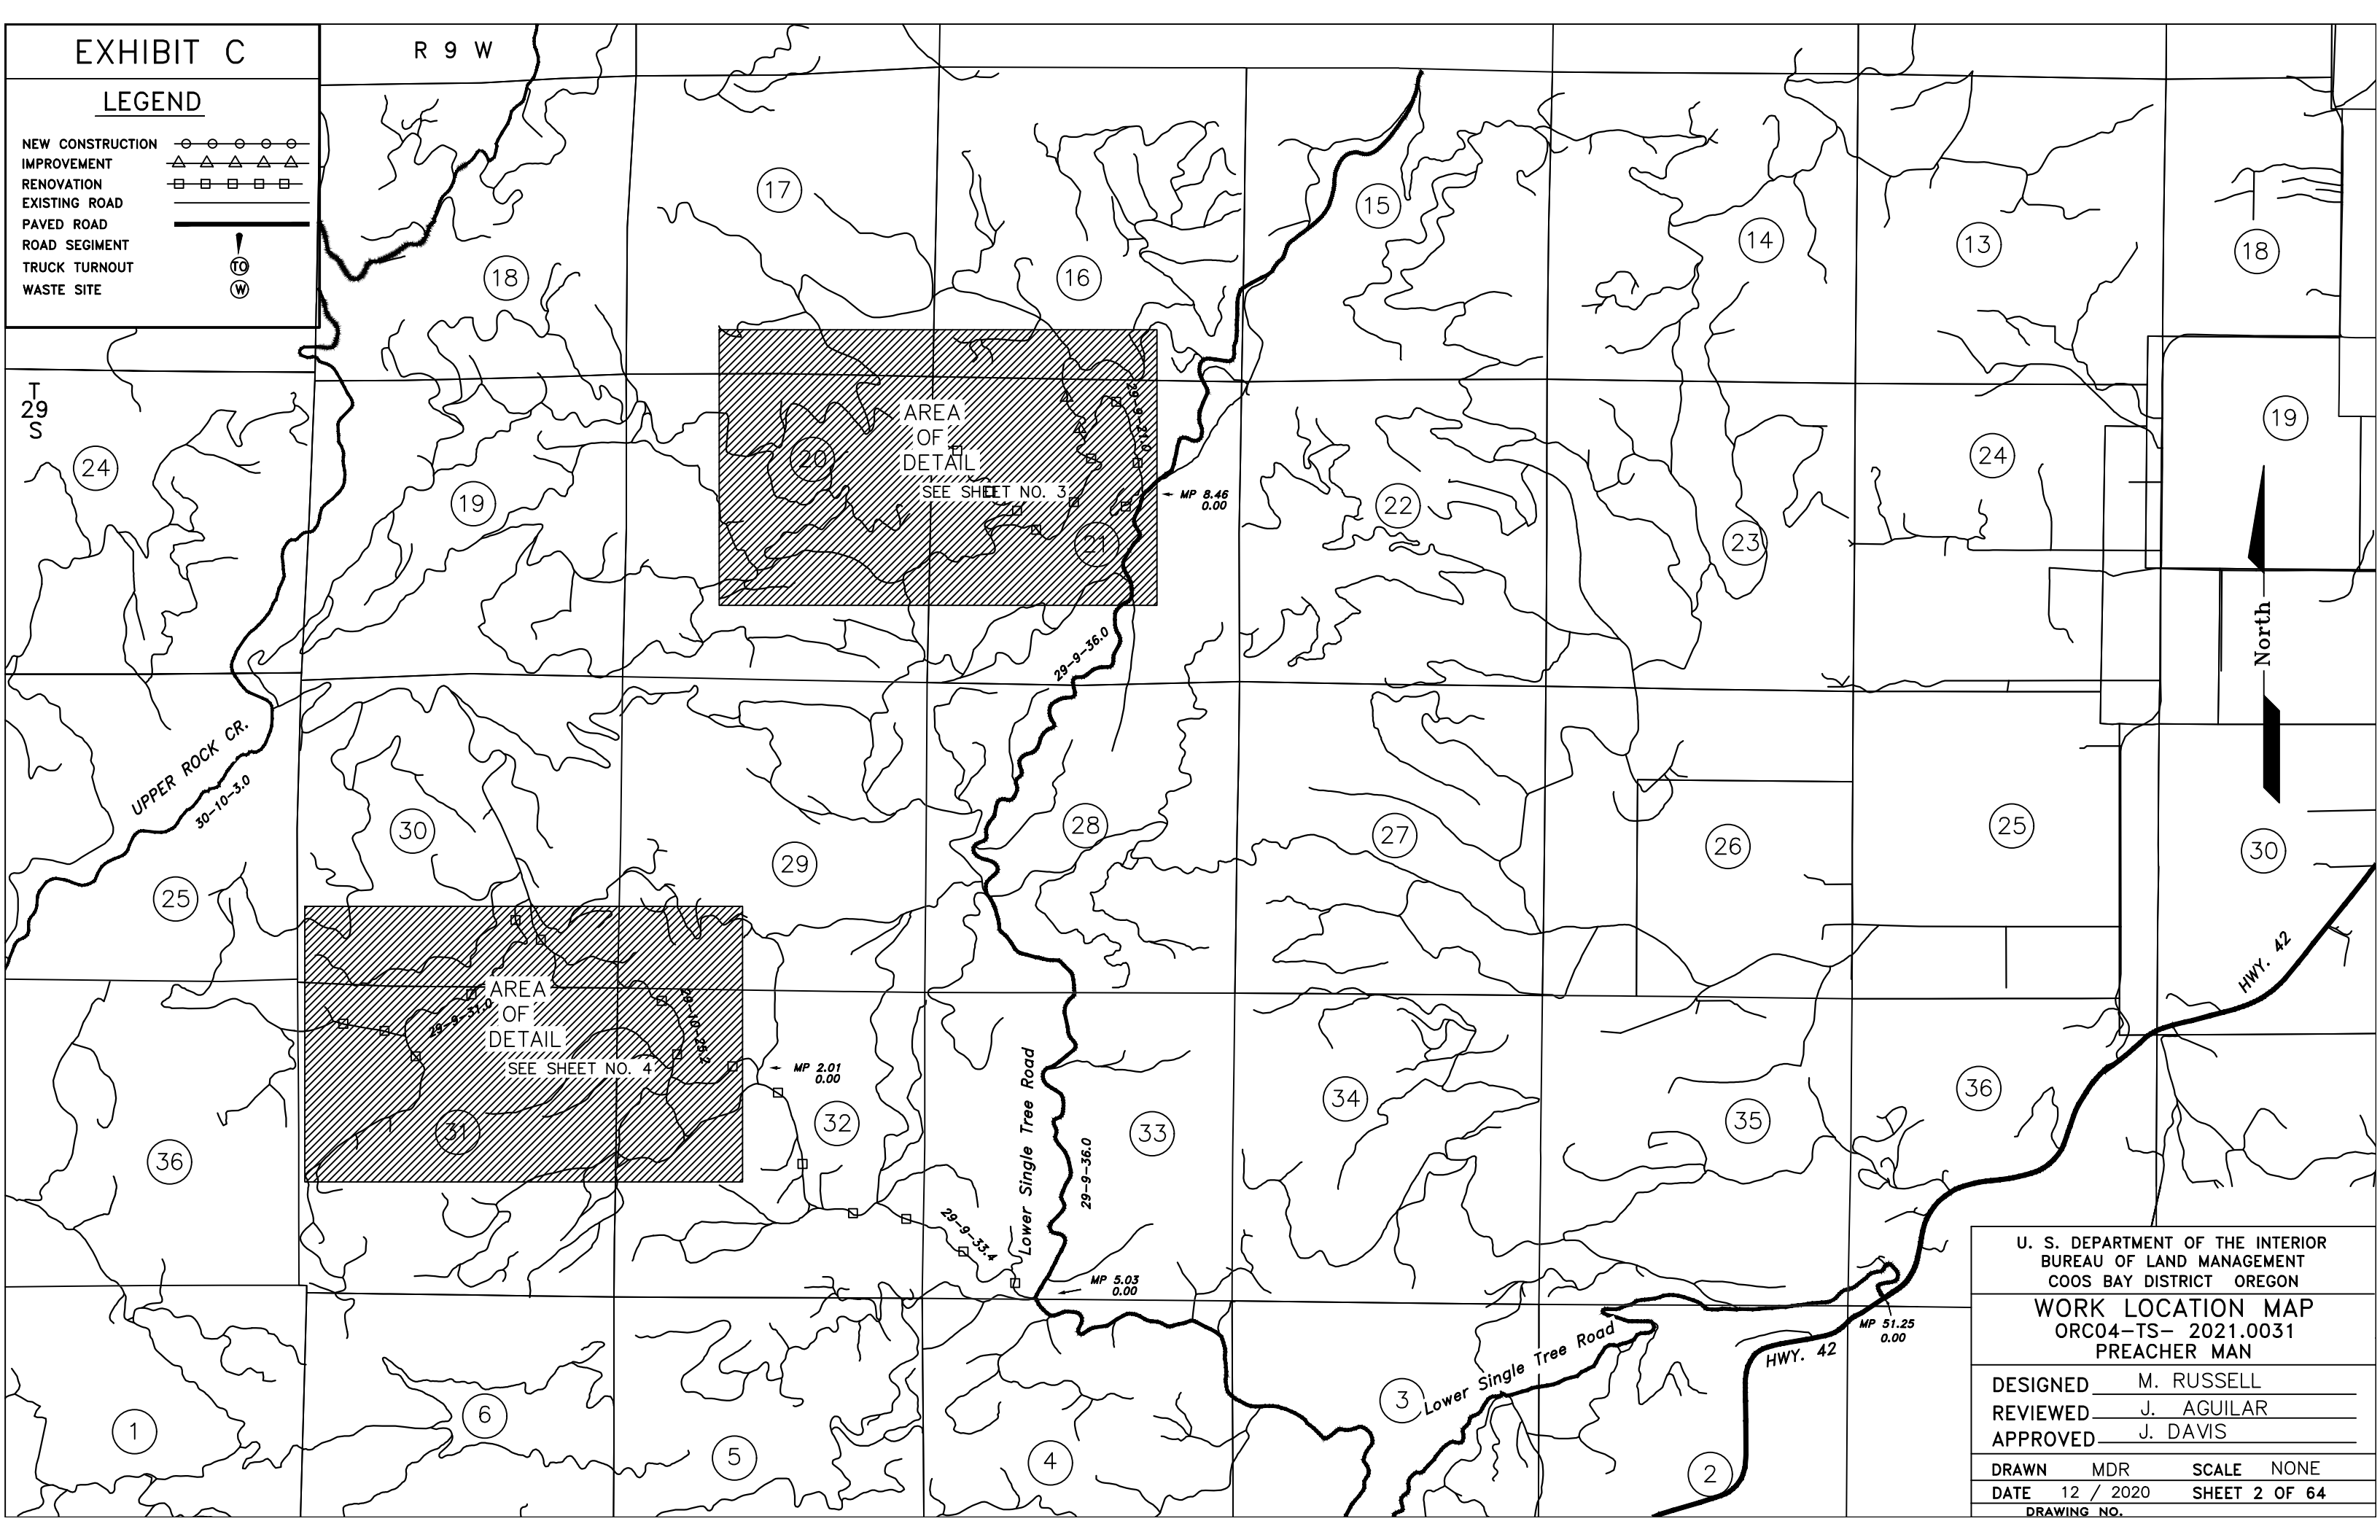 EXHIBIT C
R 9 W
LEGEND
NEW CONSTRUCTION
IMPROVEMENT
RENOVATION
EXISTING ROAD
PAVED ROAD
ROAD SEGIMENT
TRUCK TURNOUT
TO
WASTE SITE
W
T
29
S
17
15
14
13
18
18
16
AREA
OF
DETAIL
SEE SHEET NO. 3
29-9-21.0
20
21
MP 8.46
0.00
24
19
22
23
24
19
North
29-9-36.0
UPPER ROCK CR.
30-10-3.0
30
29
28
27
26
25
30
25
HWY. 42
AREA
OF
DETAIL
SEE SHEET NO. 4
29-9-31.0
29-10-25.2
31
MP 2.01
0.00
32
33
34
35
36
36
Lower Single Tree Road
29-9-36.0
29-9-33.4
MP 5.03
0.00
Lower Single Tree Road
HWY. 42
MP 51.25
0.00
1
6
5
4
3
2
U. S. DEPARTMENT OF THE INTERIOR
BUREAU OF LAND MANAGEMENT
COOS BAY DISTRICT OREGON
WORK LOCATION MAP
ORC04-TS- 2021.0031
PREACHER MAN
DESIGNED M. RUSSELL
REVIEWED J. AGUILAR
APPROVED J. DAVIS
DRAWN MDR SCALE NONE
DATE 12 / 2020 SHEET 2 OF 64
DRAWING NO.